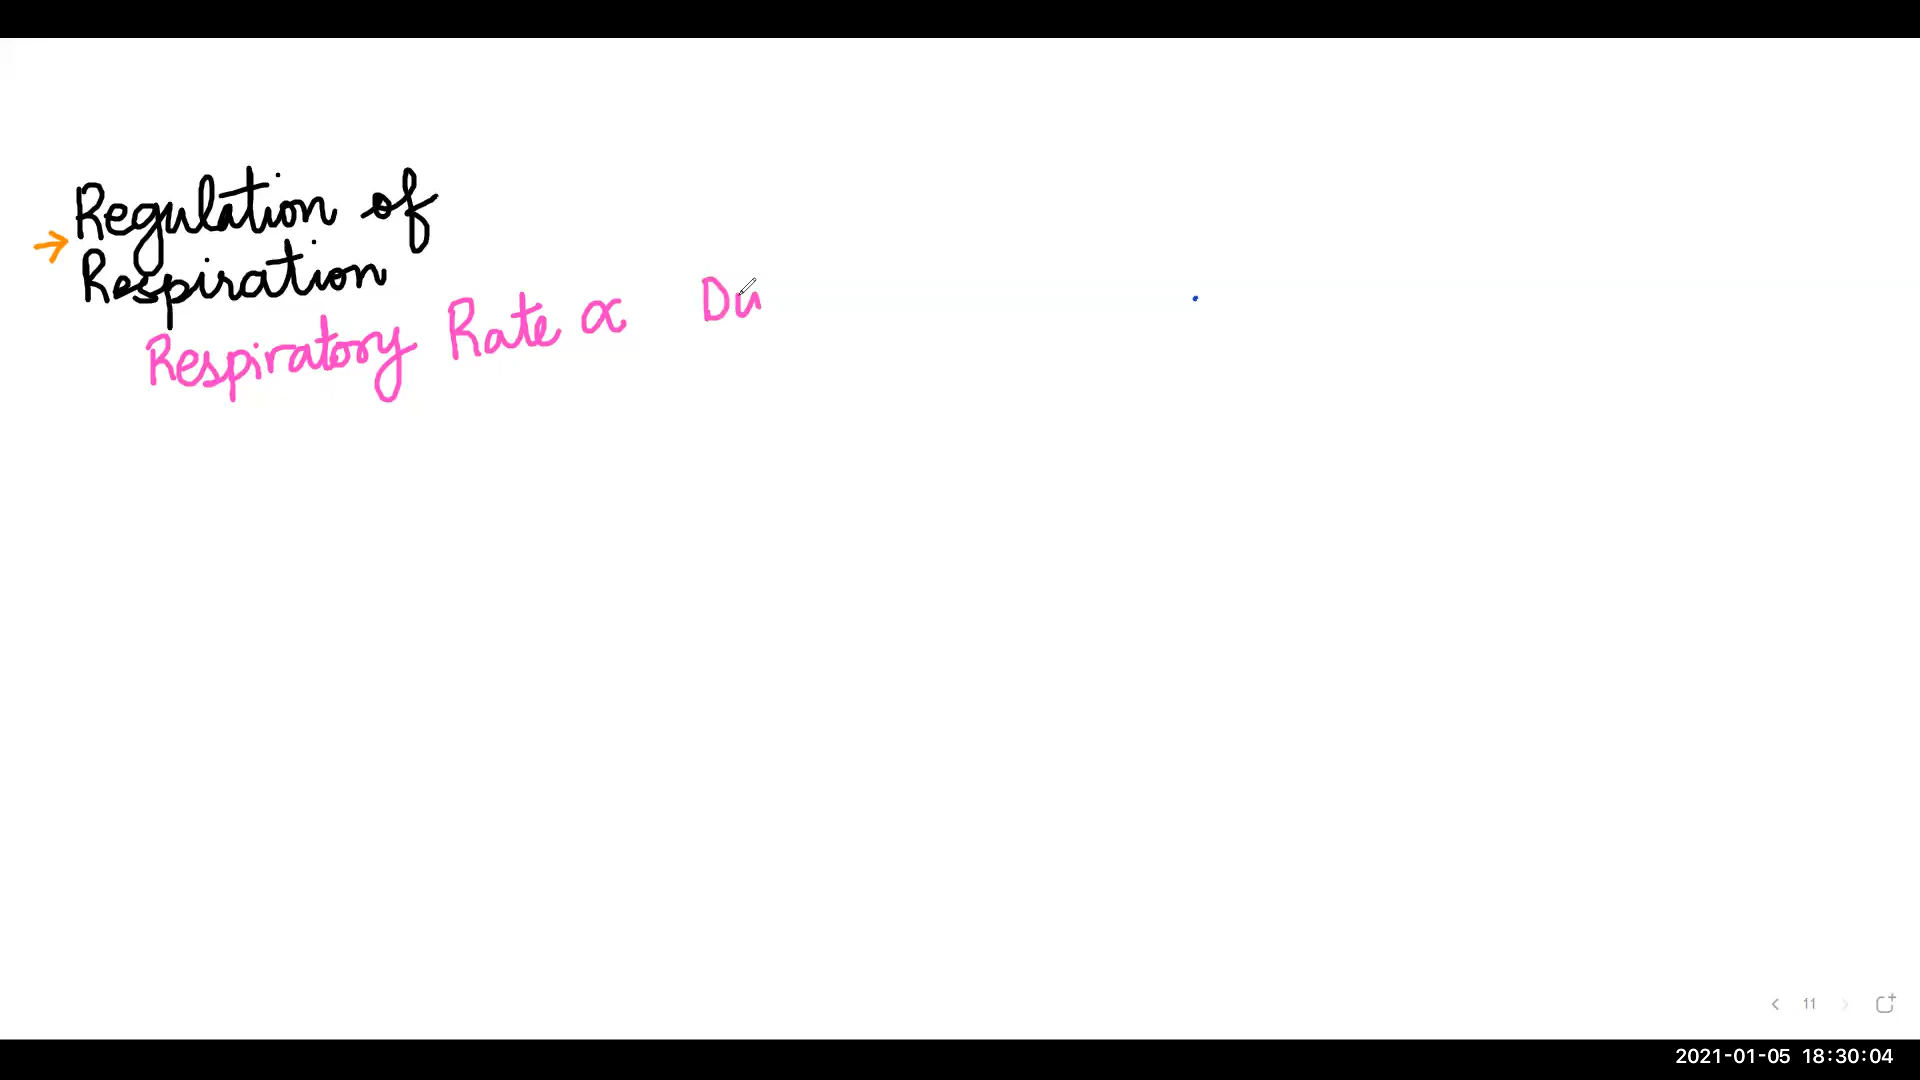 Regulation of
→ Respiration
Respiratory Rate ∝ Du
< 11 >
2021-01-05 18:30:04